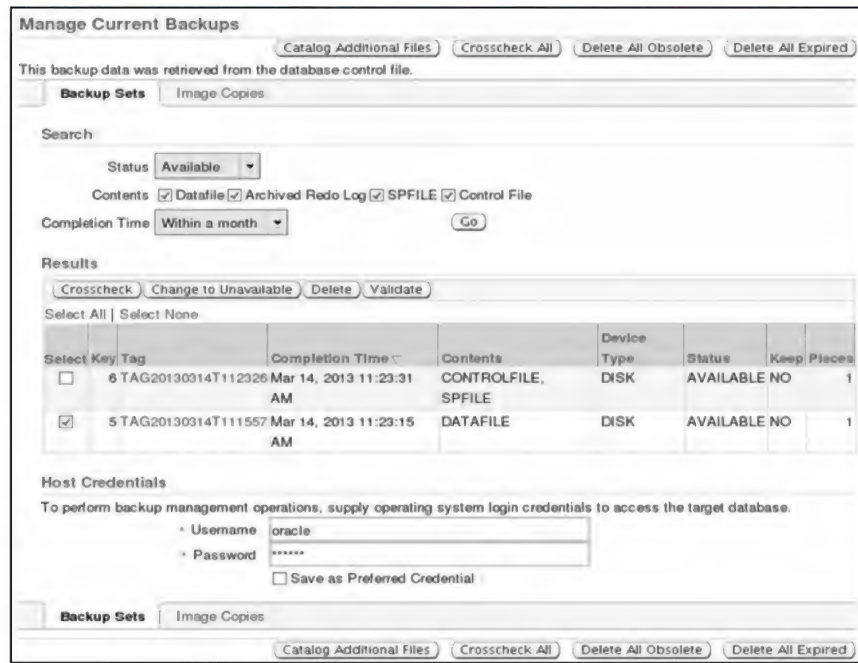 Manage Current Backups
Catalog Additional Files Crosscheck All Delete All Obsolete Delete All Expired
This backup data was retrieved from the database control file.
Backup Sets Image Copies
Search
Status Available
Contents Datafile Archived Redo Log SPFILE Control File
Completion Time Within a month Go
Results
Crosscheck Change to Unavailable Delete Validate
Select All | Select None
Device
Select Key Tag Completion Time Contents Type Status Keep Pieces
6 TAG20130314T112326 Mar 14, 2013 11:23:31 CONTROLFILE, DISK AVAILABLE NO 1
AM SPFILE
5 TAG20130314T111557 Mar 14, 2013 11:23:15 DATAFILE DISK AVAILABLE NO 1
AM
Host Credentials
To perform backup management operations, supply operating system login credentials to access the target database.
* Username oracle
* Password ******
Save as Preferred Credential
Backup Sets Image Copies
Catalog Additional Files Crosscheck All Delete All Obsolete Delete All Expired